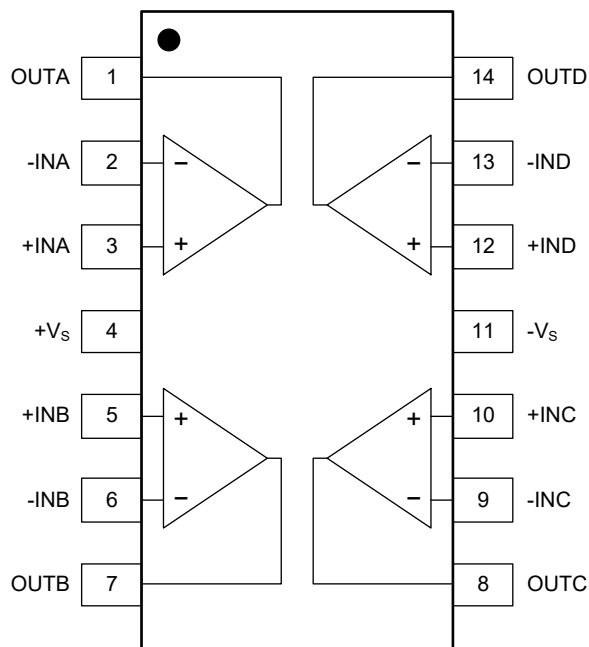 OUTA 1 14 OUTD
-INA 2 − − 13 -IND
+INA 3 + + 12 +IND
+VS 4 11 -VS
+INB 5 + + 10 +INC
-INB 6 − − 9 -INC
OUTB 7 8 OUTC